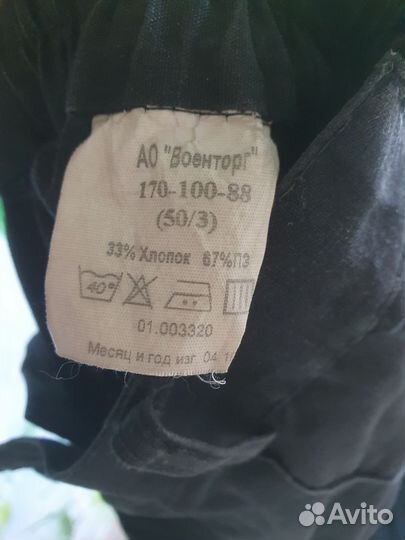 АО "Военторг"
170-100-88
(50/3)
33% Хлопок 67% ПЭ
40°
01.003320
Месяц и год изг. 04
Avito